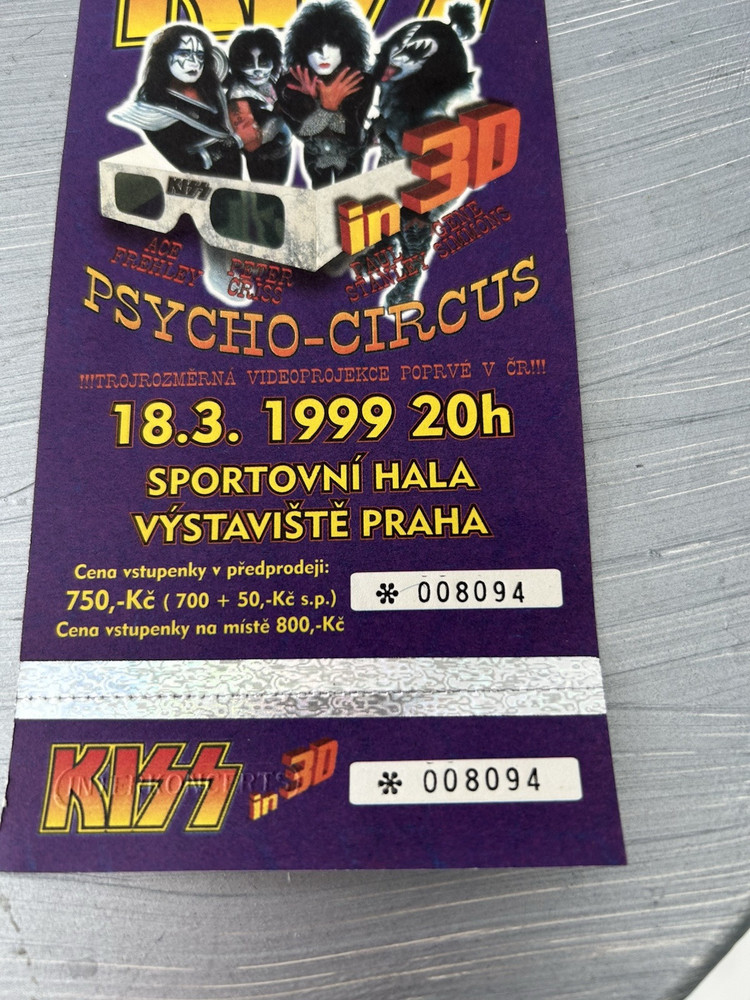 KISS
KISS
in 3D
ACE FREHLEY
PETER CRISS
PAUL STANLEY
GENE SIMMONS
PSYCHO-CIRCUS
!!!TROJROZMĚRNÁ VIDEOPROJEKCE POPRVÉ V ČR!!!
18.3. 1999 20h
SPORTOVNÍ HALA
VÝSTAVIŠTĚ PRAHA
Cena vstupenky v předprodeji:
750,-Kč ( 700 + 50,-Kč s.p.)
Cena vstupenky na místě 800,-Kč
* 008094
KISS in 3D
INTERKONCERTS
* 008094